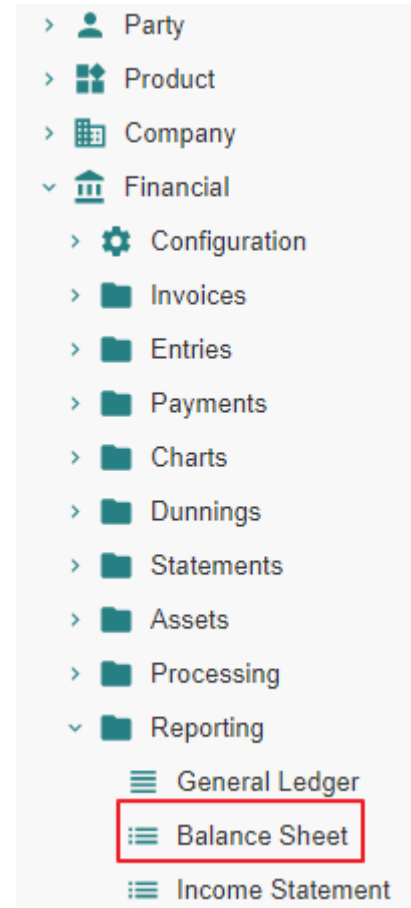 Party
Product
Company
Financial
Configuration
Invoices
Entries
Payments
Charts
Dunnings
Statements
Assets
Processing
Reporting
General Ledger
Balance Sheet
Income Statement